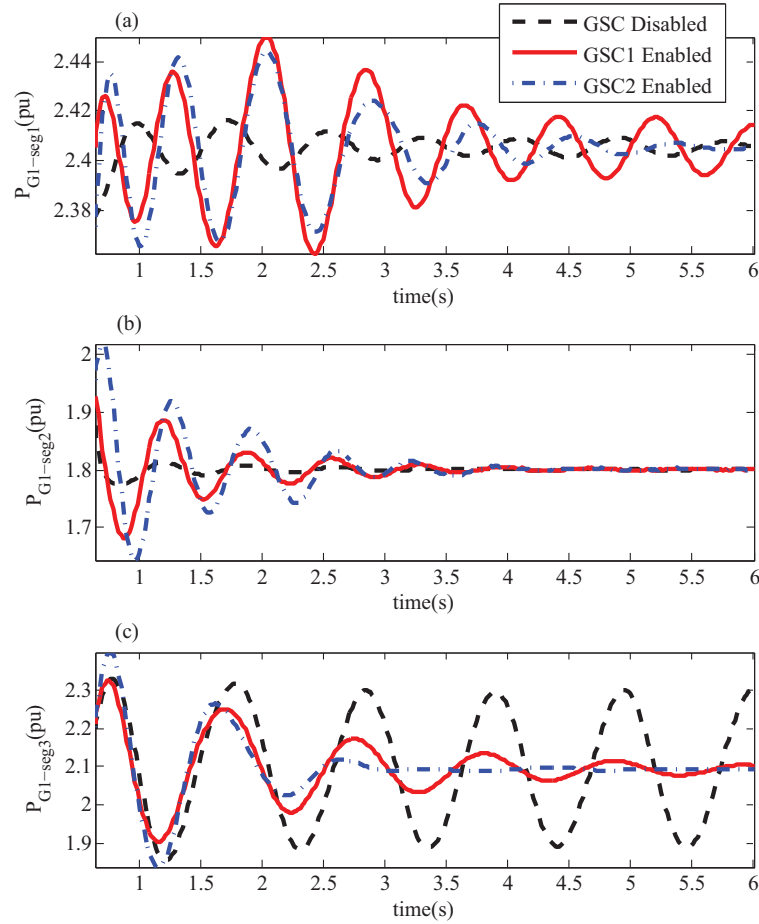 (a)
GSC Disabled
GSC1 Enabled
GSC2 Enabled
P_{G1-seg1}(pu)
2.44
2.42
2.4
2.38
1 1.5 2 2.5 3 3.5 4 4.5 5 5.5 6
time(s)
(b)
P_{G1-seg2}(pu)
2
1.9
1.8
1.7
1 1.5 2 2.5 3 3.5 4 4.5 5 5.5 6
time(s)
(c)
P_{G1-seg3}(pu)
2.3
2.2
2.1
2
1.9
1 1.5 2 2.5 3 3.5 4 4.5 5 5.5 6
time(s)